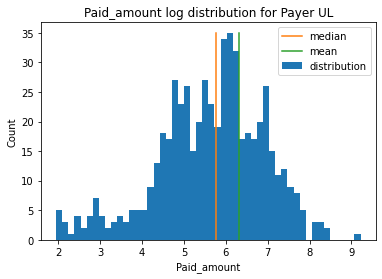 Paid_amount log distribution for Payer UL
median
mean
distribution
Count
35
30
25
20
15
10
5
0
2 3 4 5 6 7 8 9
Paid_amount